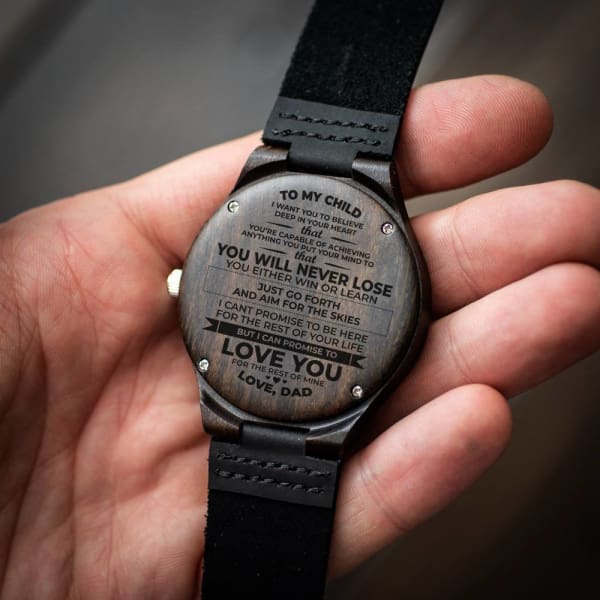 TO MY CHILD
I WANT YOU TO BELIEVE
DEEP IN YOUR HEART
that
YOU'RE CAPABLE OF ACHIEVING
ANYTHING YOU PUT YOUR MIND TO
that
YOU WILL NEVER LOSE
YOU EITHER WIN OR LEARN
JUST GO FORTH
AND AIM FOR THE SKIES
I CANT PROMISE TO BE HERE
FOR THE REST OF YOUR LIFE
BUT I CAN PROMISE TO
LOVE YOU
FOR THE REST OF MINE
LOVE, DAD